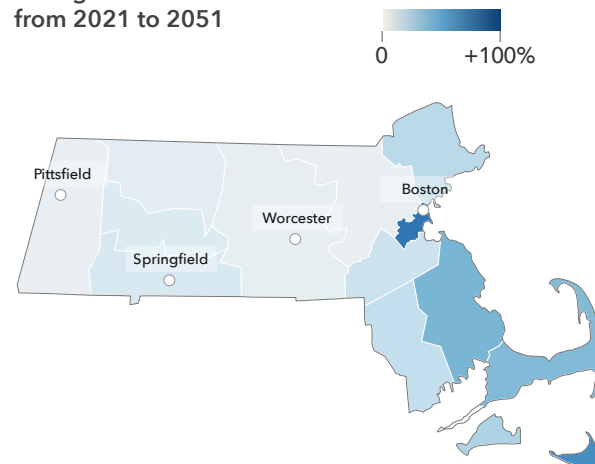 from 2021 to 2051
0 +100%
Pittsfield
Boston
Worcester
Springfield